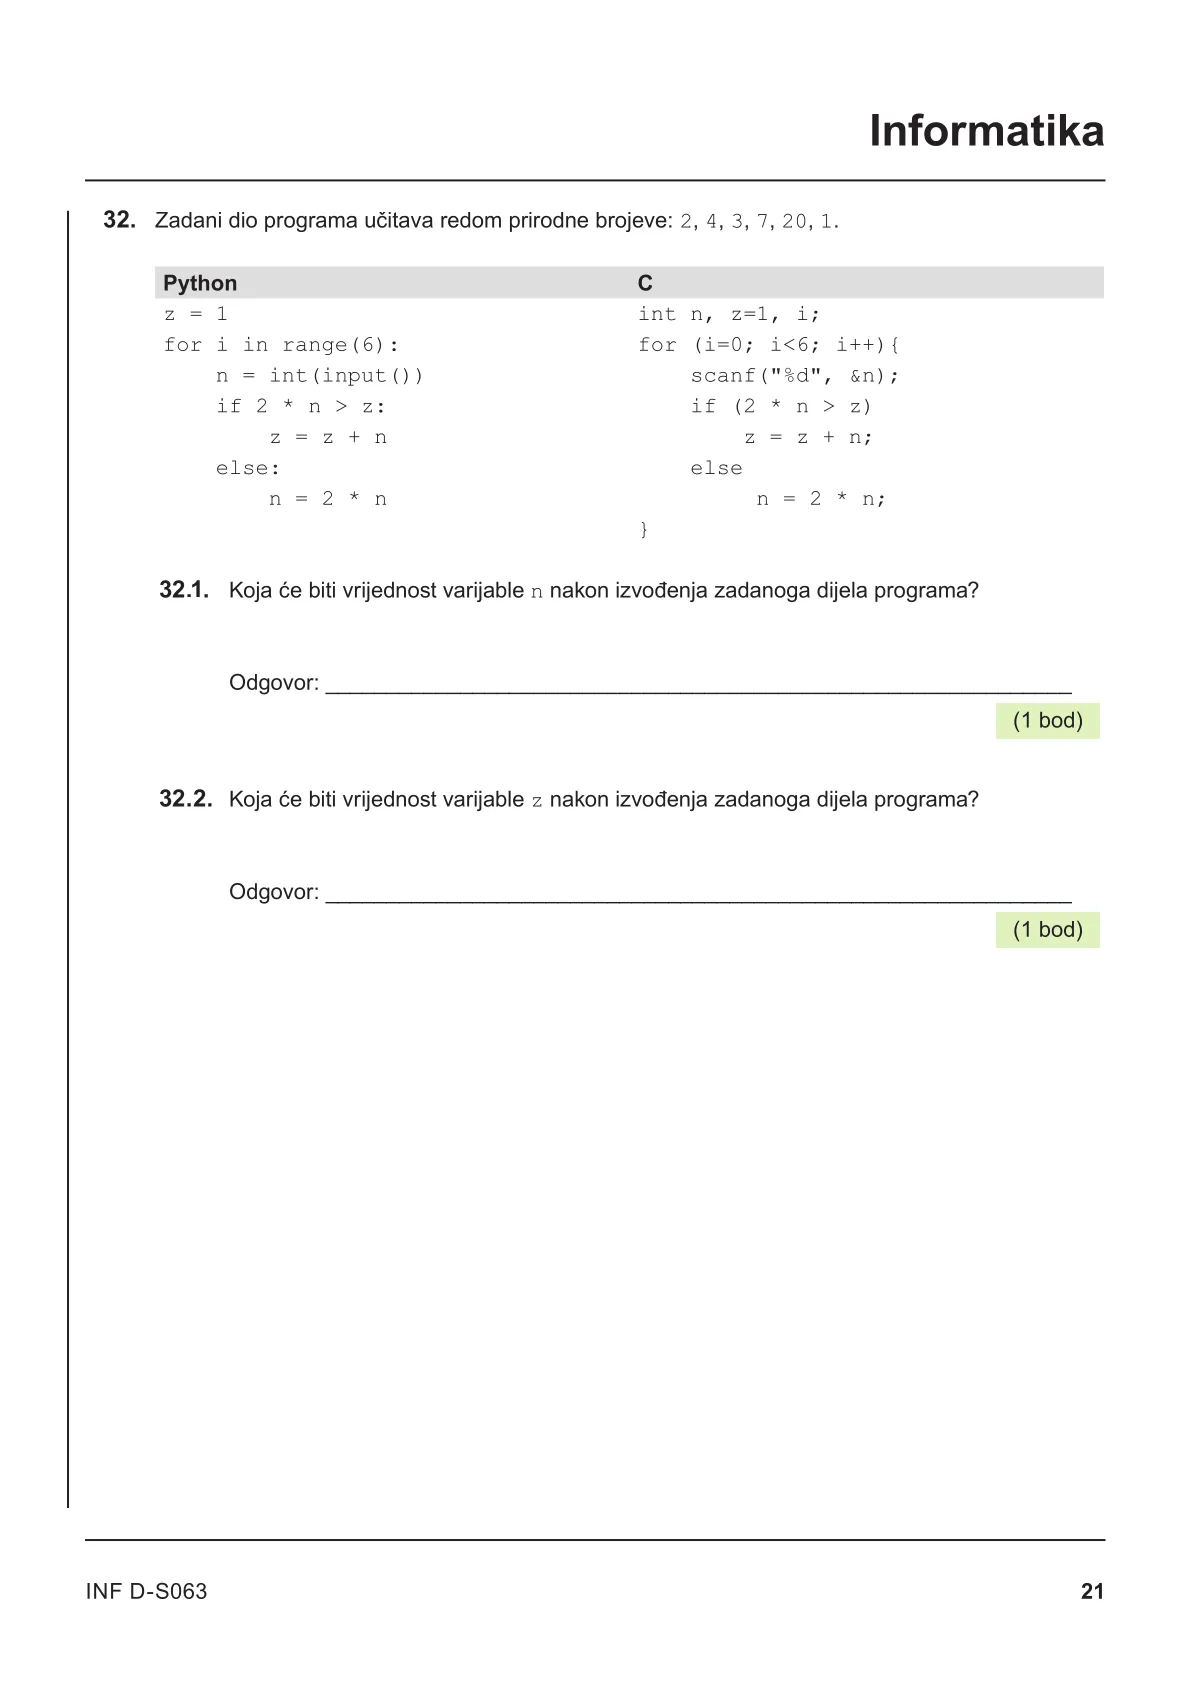 Informatika
32. Zadani dio programa učitava redom prirodne brojeve: 2, 4, 3, 7, 20, 1.
Python C
z = 1 int n, z=1, i;
for i in range(6): for (i=0; i<6; i++){
    n = int(input()) scanf("%d", &n);
    if 2 * n > z: if (2 * n > z)
        z = z + n z = z + n;
    else: else
        n = 2 * n n = 2 * n;
}
32.1. Koja će biti vrijednost varijable n nakon izvođenja zadanoga dijela programa?
Odgovor: ____________________________________________________________
(1 bod)
32.2. Koja će biti vrijednost varijable z nakon izvođenja zadanoga dijela programa?
Odgovor: ____________________________________________________________
(1 bod)
INF D-S063 21